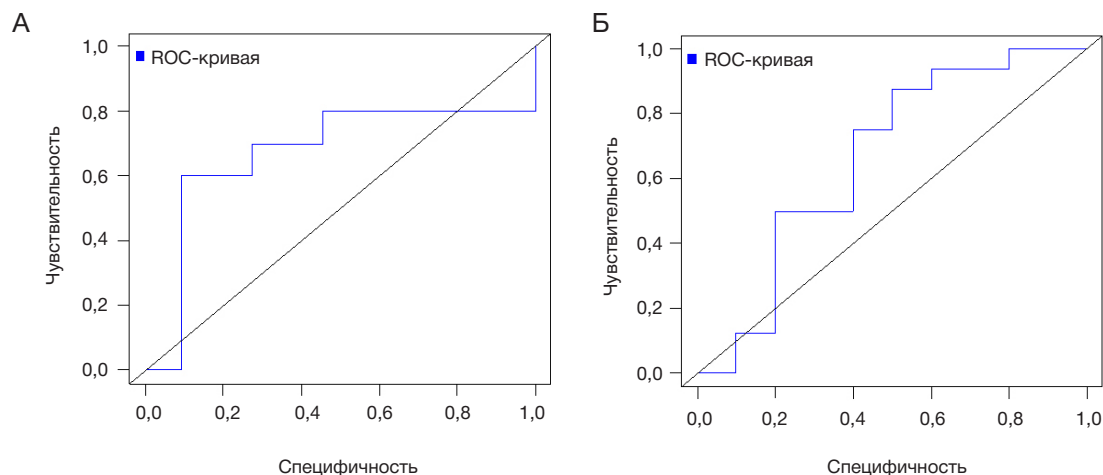 А
ROC-кривая
Чувствительность
1,0
0,8
0,6
0,4
0,2
0,0
0,0 0,2 0,4 0,6 0,8 1,0
Специфичность
Б
ROC-кривая
Чувствительность
1,0
0,8
0,6
0,4
0,2
0,0
0,0 0,2 0,4 0,6 0,8 1,0
Специфичность